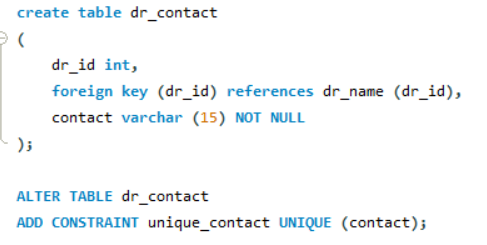 create table dr_contact
(
dr_id int,
foreign key (dr_id) references dr_name (dr_id),
contact varchar (15) NOT NULL
);
ALTER TABLE dr_contact
ADD CONSTRAINT unique_contact UNIQUE (contact);